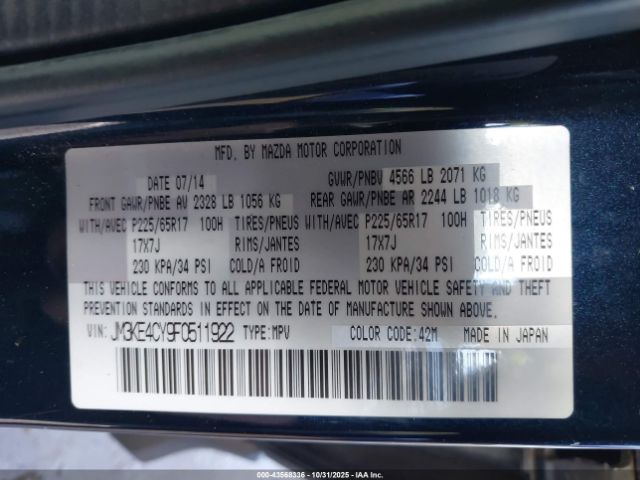 MFD. BY MAZDA MOTOR CORPORATION
DATE 07/14 GVWR/PNBV 4566 LB 2071 KG
FRONT GAWR/PNBE AV 2328 LB 1056 KG REAR GAWR/PNBE AR 2244 LB 1018 KG
WITH/AVEC P225/65R17 100H TIRES/PNEUS WITH/AVEC P225/65R17 100H TIRES/PNEUS
17X7J RIMS/JANTES 17X7J RIMS/JANTES
230 KPA/34 PSI COLD/A FROID 230 KPA/34 PSI COLD/A FROID
THIS VEHICLE CONFORMS TO ALL APPLICABLE FEDERAL MOTOR VEHICLE SAFETY AND THEFT
PREVENTION STANDARDS IN EFFECT ON THE DATE OF MANUFACTURE SHOWN ABOVE.
VIN: JM3KE4CY9F0511922 TYPE:MPV COLOR CODE:42M MADE IN JAPAN
000-43568336 - 10/31/2025 - COPYRIGHT © IAA, LLC.